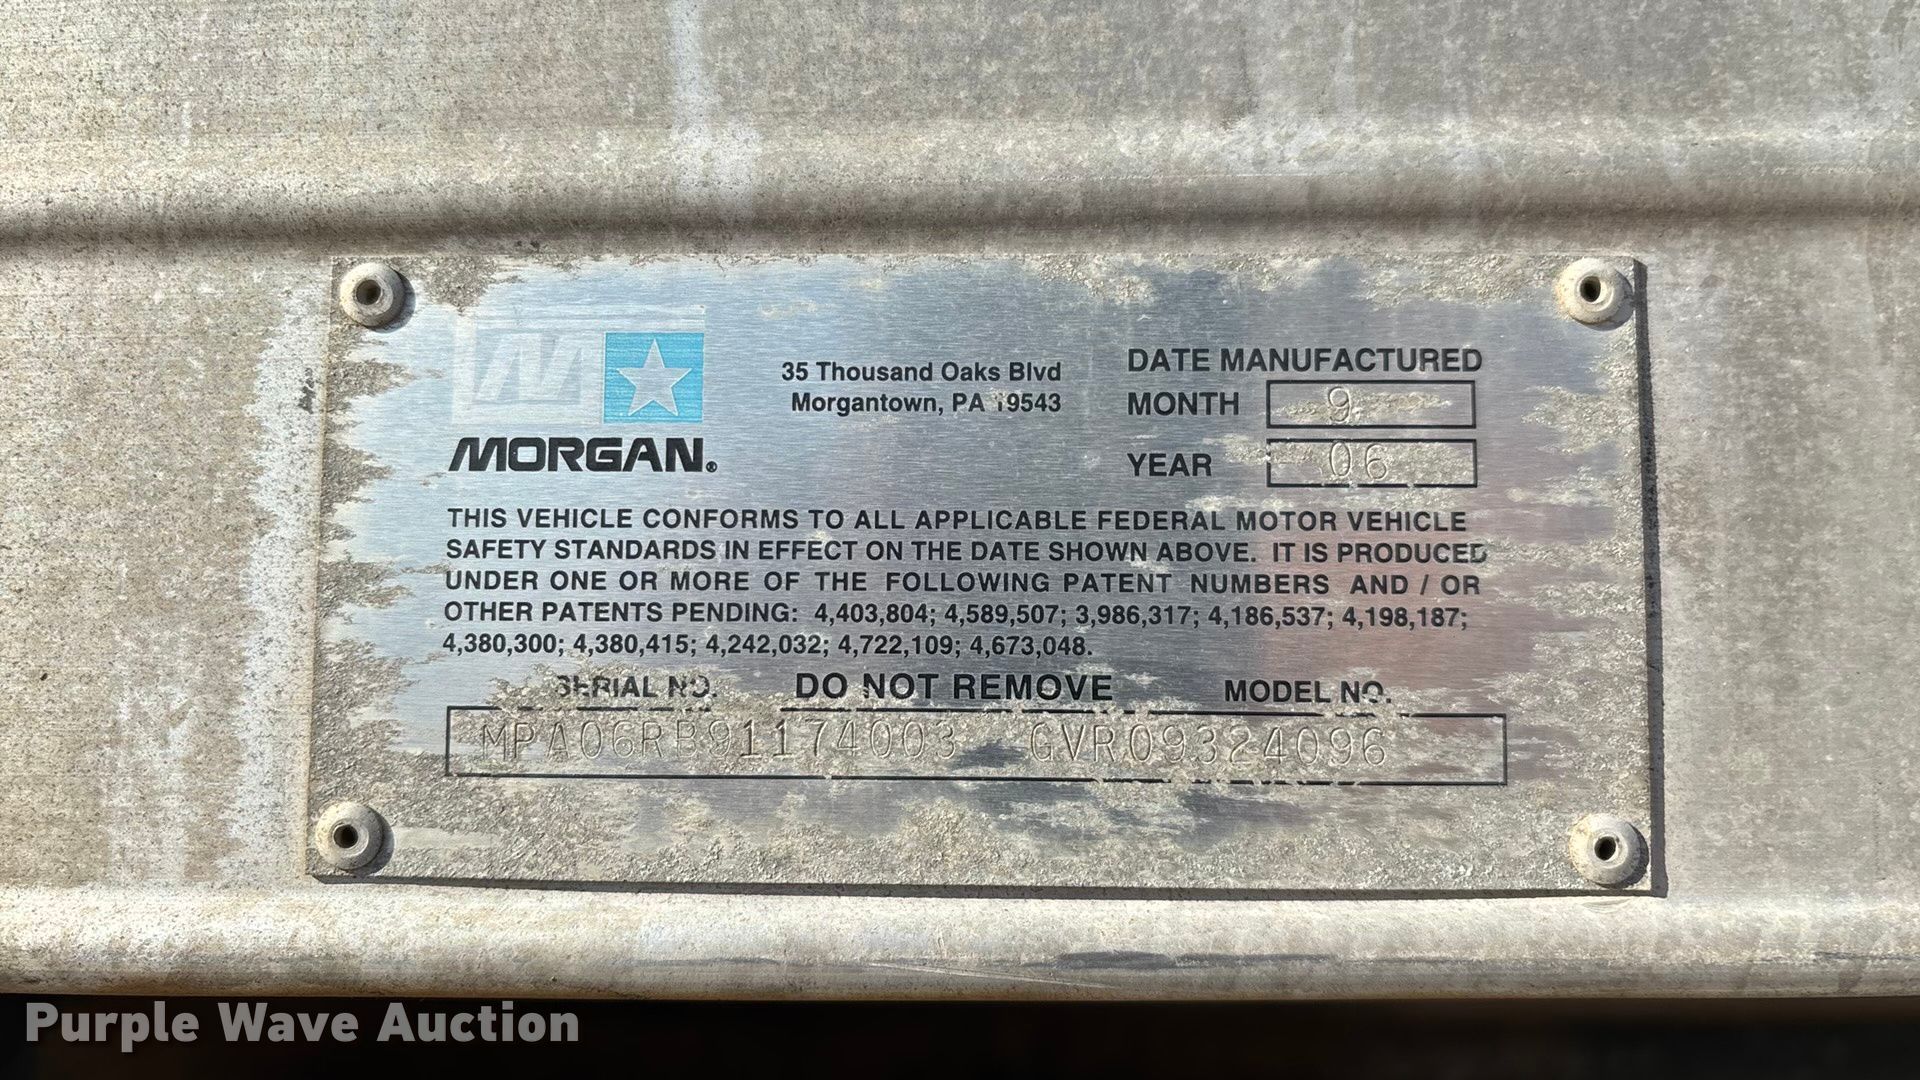 M
35 Thousand Oaks Blvd
Morgantown, PA 19543
MORGAN®
DATE MANUFACTURED
MONTH 9
YEAR 06
THIS VEHICLE CONFORMS TO ALL APPLICABLE FEDERAL MOTOR VEHICLE
SAFETY STANDARDS IN EFFECT ON THE DATE SHOWN ABOVE. IT IS PRODUCED
UNDER ONE OR MORE OF THE FOLLOWING PATENT NUMBERS AND / OR
OTHER PATENTS PENDING: 4,403,804; 4,589,507; 3,986,317; 4,186,537; 4,198,187;
4,380,300; 4,380,415; 4,242,032; 4,722,109; 4,673,048.
SERIAL NO. DO NOT REMOVE MODEL NO.
MPA06RB91174003 GVR09324096
Purple Wave Auction